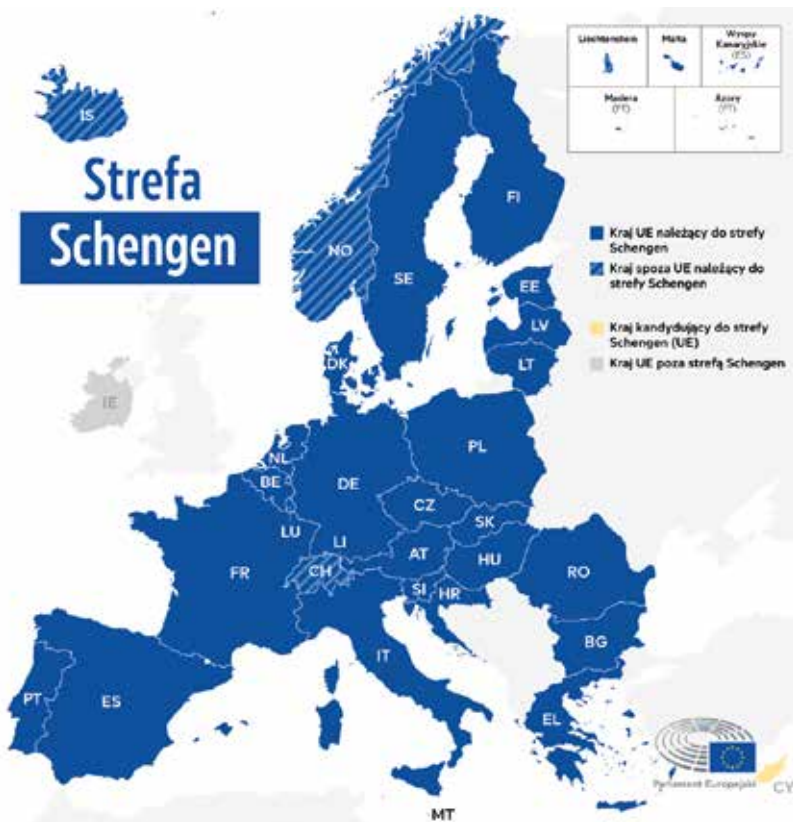 Liechtenstein
Malta
Wyspy
Kanaryjskie
(ES)
Madera
(PT)
Azory
(PT)
IS
Strefa
Schengen
Kraj UE należący do strefy
Schengen
Kraj spoza UE należący do
strefy Schengen
Kraj kandydujący do strefy
Schengen (UE)
Kraj UE poza strefą Schengen
FI
NO
SE
EE
LV
LT
DK
IE
NL
PL
BE
DE
CZ
LU
SK
LI
AT
HU
FR
CH
RO
SI
HR
BG
IT
PT
ES
EL
Parlament Europejski
CY
MT